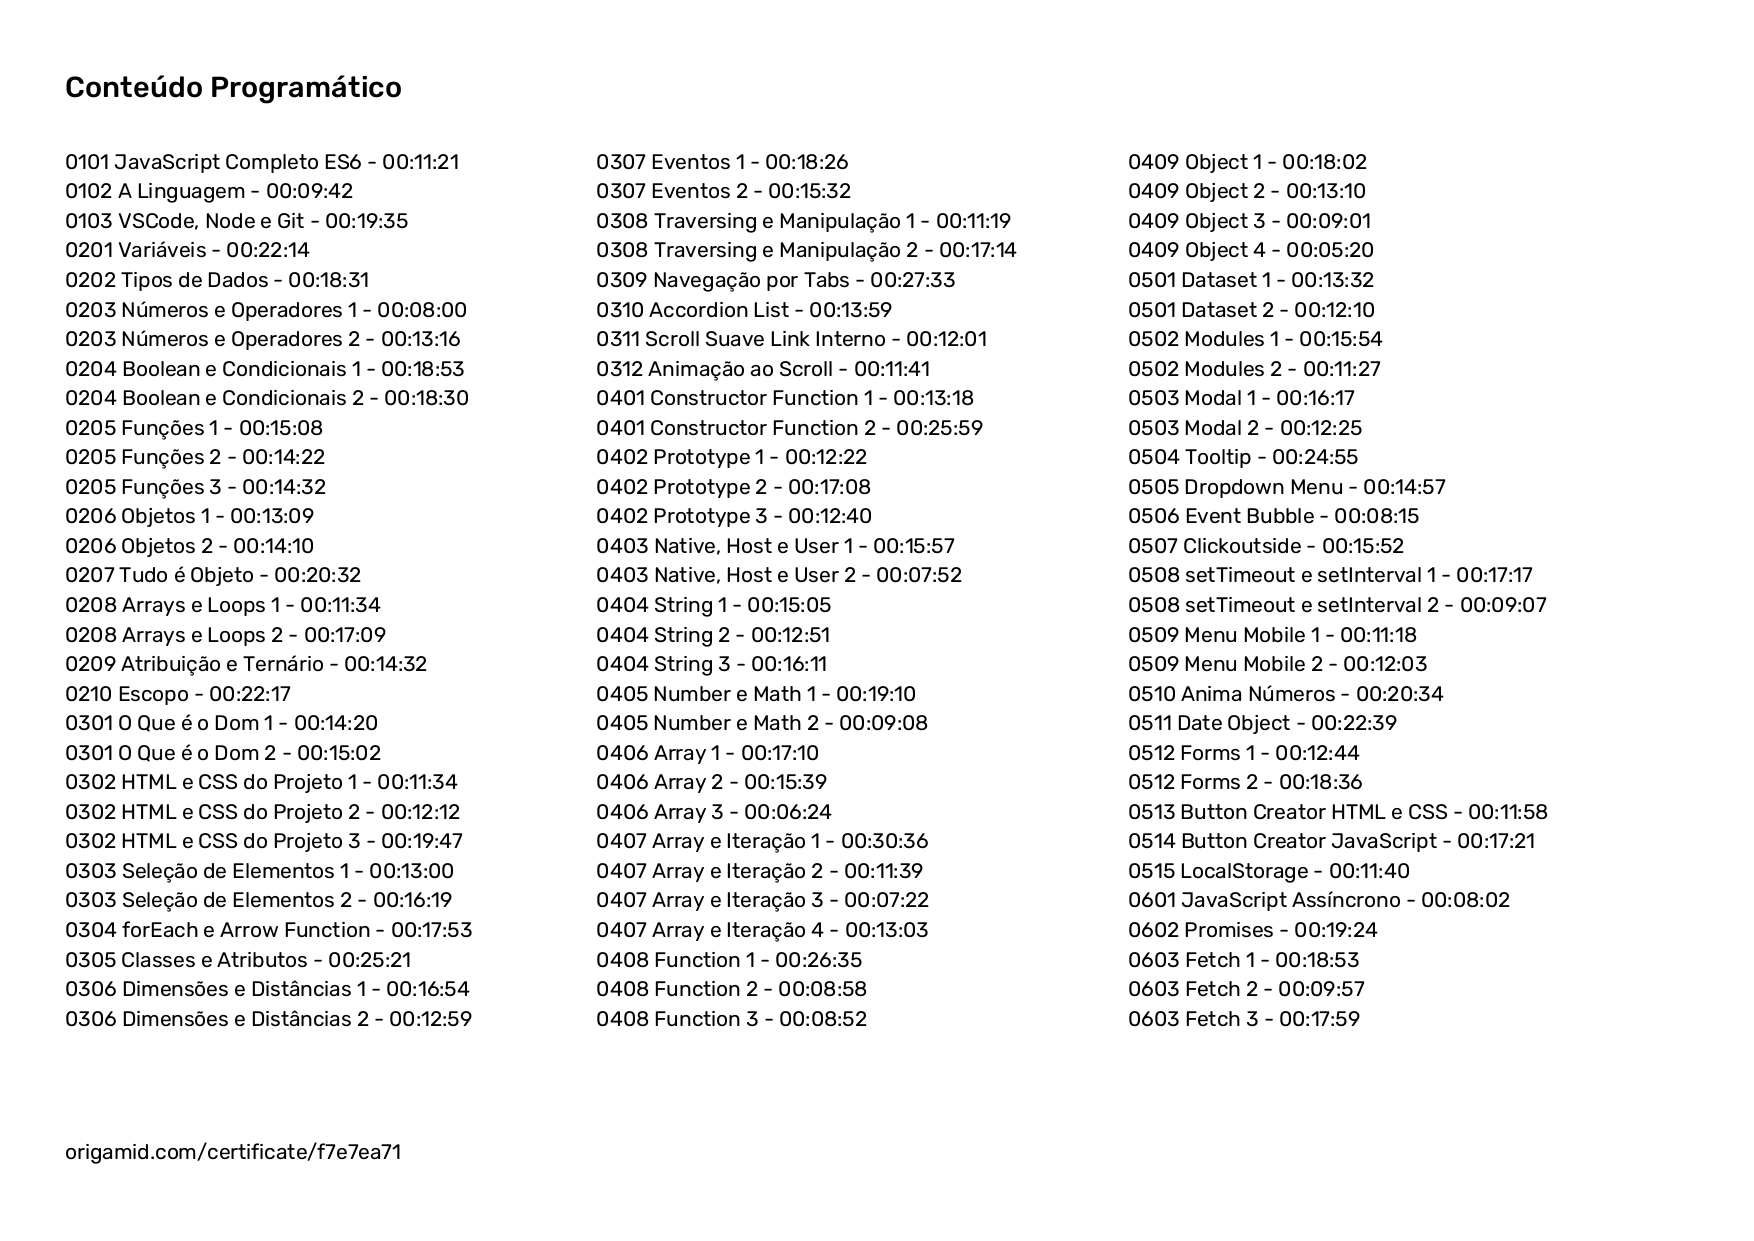 Conteúdo Programático
0101 JavaScript Completo ES6 - 00:11:21
0102 A Linguagem - 00:09:42
0103 VSCode, Node e Git - 00:19:35
0201 Variáveis - 00:22:14
0202 Tipos de Dados - 00:18:31
0203 Números e Operadores 1 - 00:08:00
0203 Números e Operadores 2 - 00:13:16
0204 Boolean e Condicionais 1 - 00:18:53
0204 Boolean e Condicionais 2 - 00:18:30
0205 Funções 1 - 00:15:08
0205 Funções 2 - 00:14:22
0205 Funções 3 - 00:14:32
0206 Objetos 1 - 00:13:09
0206 Objetos 2 - 00:14:10
0207 Tudo é Objeto - 00:20:32
0208 Arrays e Loops 1 - 00:11:34
0208 Arrays e Loops 2 - 00:17:09
0209 Atribuição e Ternário - 00:14:32
0210 Escopo - 00:22:17
0301 O Que é o Dom 1 - 00:14:20
0301 O Que é o Dom 2 - 00:15:02
0302 HTML e CSS do Projeto 1 - 00:11:34
0302 HTML e CSS do Projeto 2 - 00:12:12
0302 HTML e CSS do Projeto 3 - 00:19:47
0303 Seleção de Elementos 1 - 00:13:00
0303 Seleção de Elementos 2 - 00:16:19
0304 forEach e Arrow Function - 00:17:53
0305 Classes e Atributos - 00:25:21
0306 Dimensões e Distâncias 1 - 00:16:54
0306 Dimensões e Distâncias 2 - 00:12:59
0307 Eventos 1 - 00:18:26
0307 Eventos 2 - 00:15:32
0308 Traversing e Manipulação 1 - 00:11:19
0308 Traversing e Manipulação 2 - 00:17:14
0309 Navegação por Tabs - 00:27:33
0310 Accordion List - 00:13:59
0311 Scroll Suave Link Interno - 00:12:01
0312 Animação ao Scroll - 00:11:41
0401 Constructor Function 1 - 00:13:18
0401 Constructor Function 2 - 00:25:59
0402 Prototype 1 - 00:12:22
0402 Prototype 2 - 00:17:08
0402 Prototype 3 - 00:12:40
0403 Native, Host e User 1 - 00:15:57
0403 Native, Host e User 2 - 00:07:52
0404 String 1 - 00:15:05
0404 String 2 - 00:12:51
0404 String 3 - 00:16:11
0405 Number e Math 1 - 00:19:10
0405 Number e Math 2 - 00:09:08
0406 Array 1 - 00:17:10
0406 Array 2 - 00:15:39
0406 Array 3 - 00:06:24
0407 Array e Iteração 1 - 00:30:36
0407 Array e Iteração 2 - 00:11:39
0407 Array e Iteração 3 - 00:07:22
0407 Array e Iteração 4 - 00:13:03
0408 Function 1 - 00:26:35
0408 Function 2 - 00:08:58
0408 Function 3 - 00:08:52
0409 Object 1 - 00:18:02
0409 Object 2 - 00:13:10
0409 Object 3 - 00:09:01
0409 Object 4 - 00:05:20
0501 Dataset 1 - 00:13:32
0501 Dataset 2 - 00:12:10
0502 Modules 1 - 00:15:54
0502 Modules 2 - 00:11:27
0503 Modal 1 - 00:16:17
0503 Modal 2 - 00:12:25
0504 Tooltip - 00:24:55
0505 Dropdown Menu - 00:14:57
0506 Event Bubble - 00:08:15
0507 Clickoutside - 00:15:52
0508 setTimeout e setInterval 1 - 00:17:17
0508 setTimeout e setInterval 2 - 00:09:07
0509 Menu Mobile 1 - 00:11:18
0509 Menu Mobile 2 - 00:12:03
0510 Anima Números - 00:20:34
0511 Date Object - 00:22:39
0512 Forms 1 - 00:12:44
0512 Forms 2 - 00:18:36
0513 Button Creator HTML e CSS - 00:11:58
0514 Button Creator JavaScript - 00:17:21
0515 LocalStorage - 00:11:40
0601 JavaScript Assíncrono - 00:08:02
0602 Promises - 00:19:24
0603 Fetch 1 - 00:18:53
0603 Fetch 2 - 00:09:57
0603 Fetch 3 - 00:17:59
origamid.com/certificate/f7e7ea71